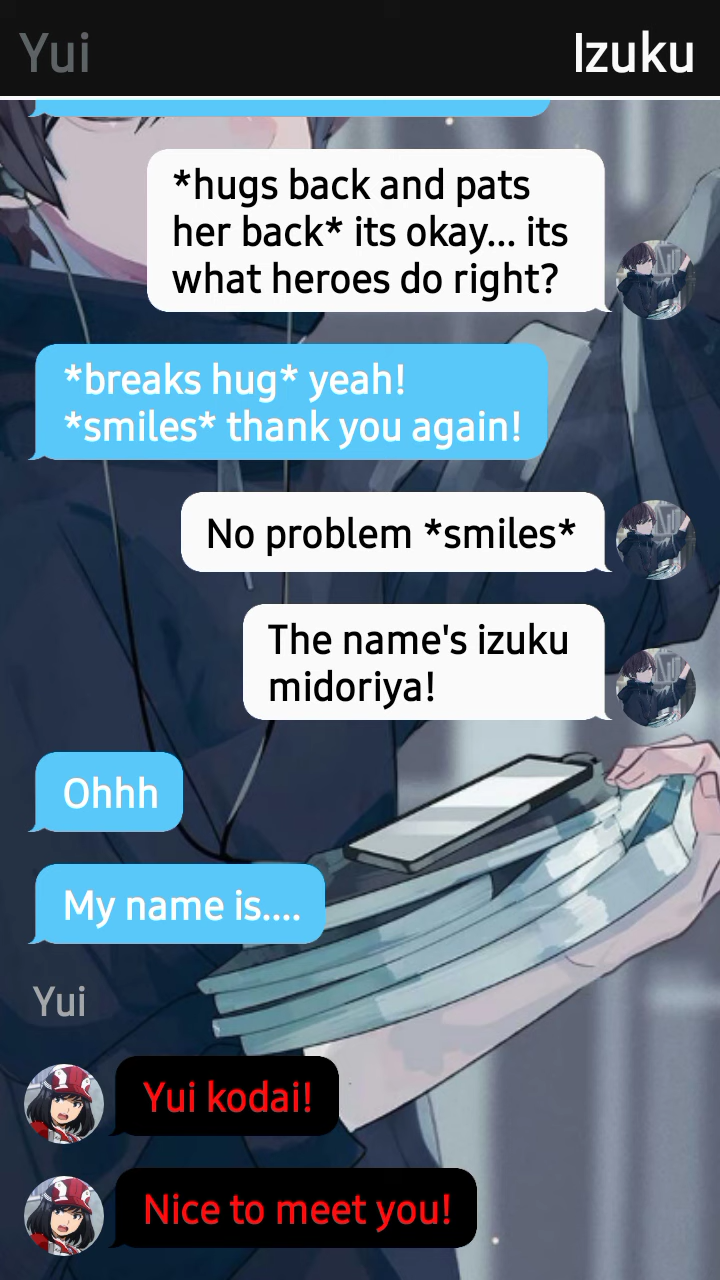 Yui
Izuku
*hugs back and pats
her back* its okay... its
what heroes do right?
*breaks hug* yeah!
*smiles* thank you again!
No problem *smiles*
The name's izuku
midoriya!
Ohhh
My name is....
Yui
Yui kodai!
Nice to meet you!